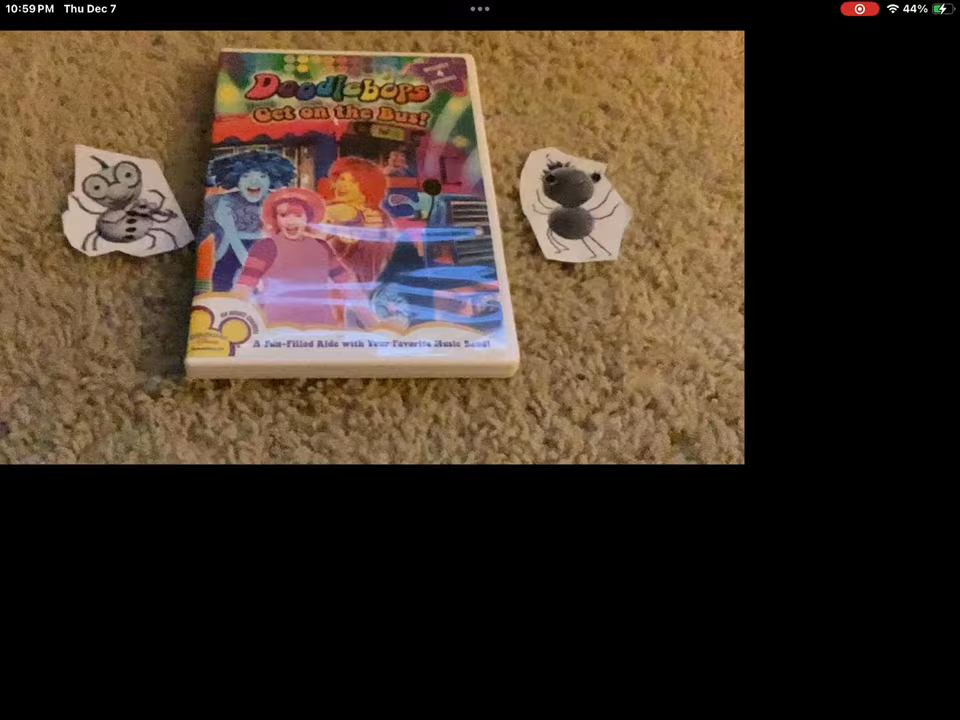 10:59 PM Thu Dec 7
44%
Doodlebops
Get on the Bus!
A Fun-Filled Ride with Your Favorite Music Band!